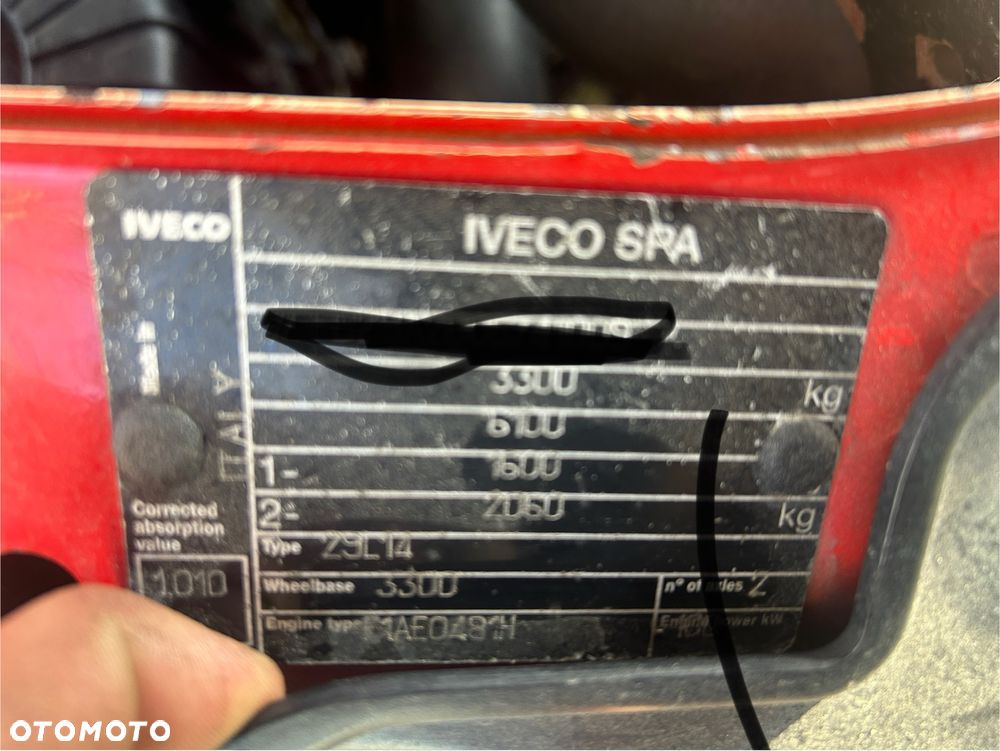 IVECO
IVECO SPA
made in
ITALY
3300 kg
6100
1- 1600
2- 2060 kg
Corrected
absorption
value
1.010
Type 29L14
Wheelbase 3300 n° of axles 2
Engine type F1AE0481H Engine power kW
OTOMOTO